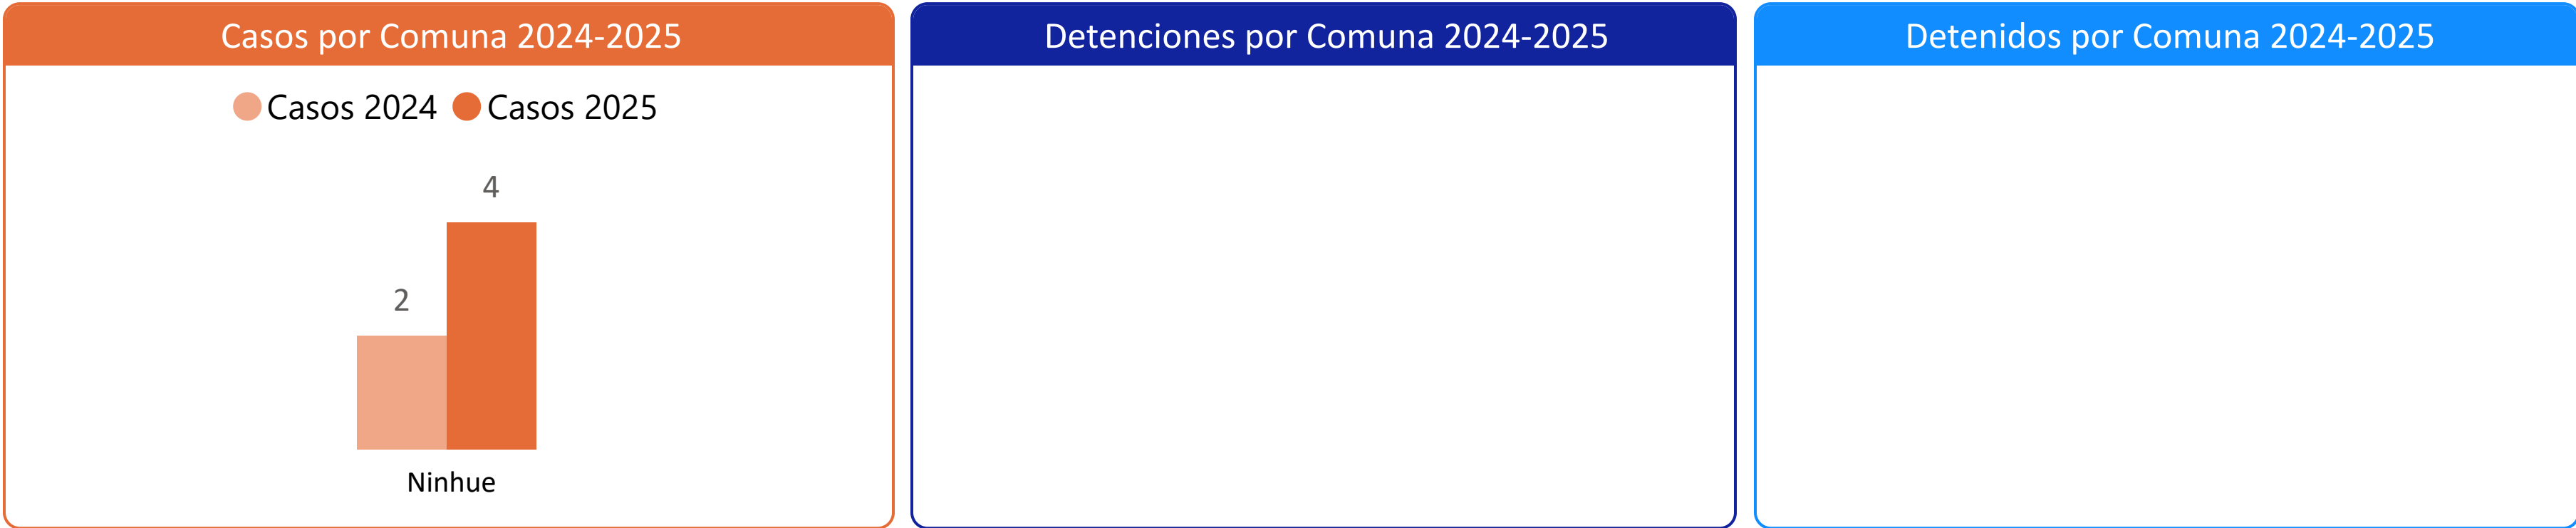 Casos por Comuna 2024-2025
Casos 2024 Casos 2025
4
2
Ninhue
Detenciones por Comuna 2024-2025
Detenidos por Comuna 2024-2025